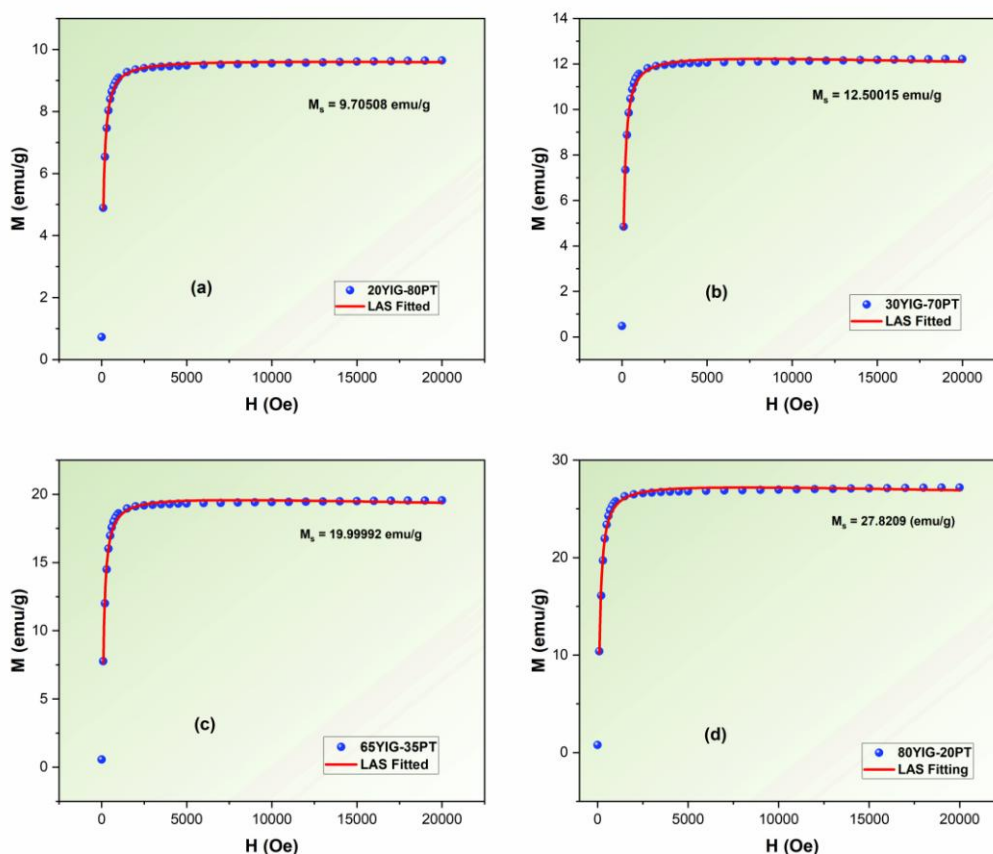 10
8
6
4
2
0
M (emu/g)
M_s = 9.70508 emu/g
(a)
20YIG-80PT
LAS Fitted
0 5000 10000 15000 20000
H (Oe)
14
12
10
8
6
4
2
0
M (emu/g)
M_s = 12.50015 emu/g
(b)
30YIG-70PT
LAS Fitted
0 5000 10000 15000 20000
H (Oe)
20
15
10
5
0
M (emu/g)
M_s = 19.99992 emu/g
(c)
65YIG-35PT
LAS Fitted
0 5000 10000 15000 20000
H (Oe)
30
20
10
0
M (emu/g)
M_s = 27.8209 (emu/g)
(d)
80YIG-20PT
LAS Fitting
0 5000 10000 15000 20000
H (Oe)